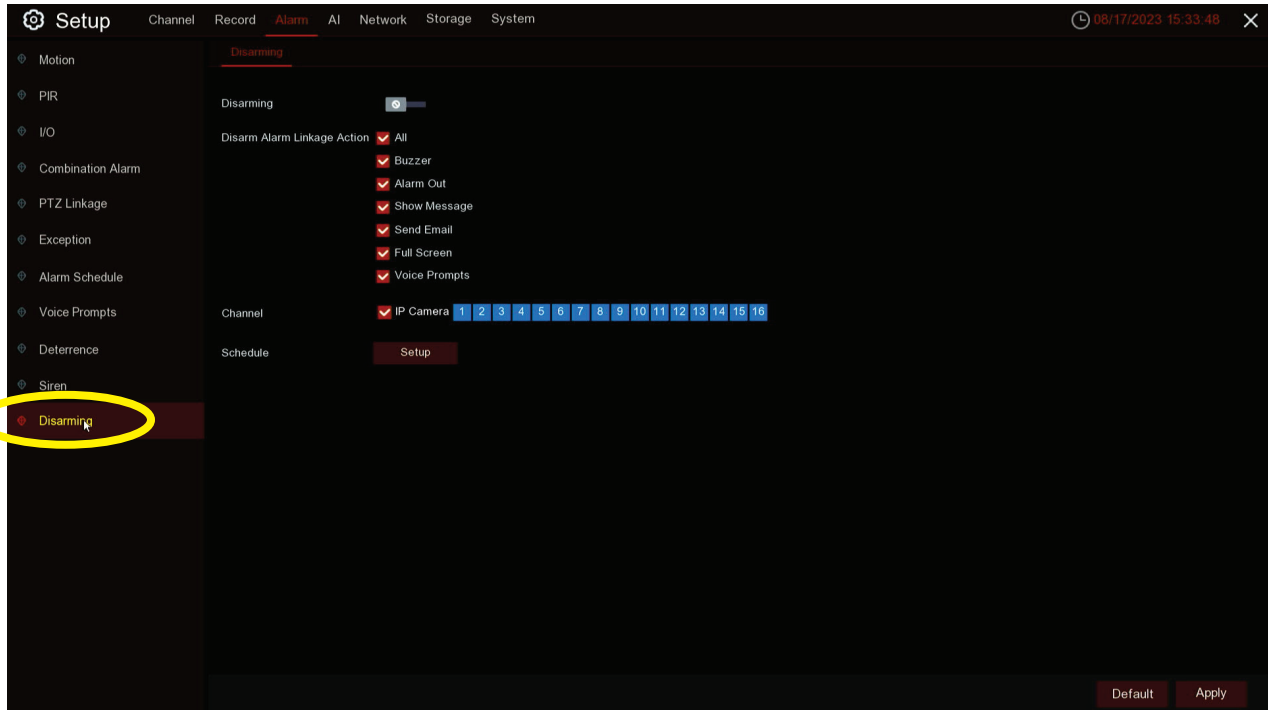 Setup Channel Record Alarm AI Network Storage System 08/17/2023 15:33:48
Motion
PIR
I/O
Combination Alarm
PTZ Linkage
Exception
Alarm Schedule
Voice Prompts
Deterrence
Siren
Disarming
Disarming
Disarming
Disarm Alarm Linkage Action All
Buzzer
Alarm Out
Show Message
Send Email
Full Screen
Voice Prompts
Channel IP Camera 1 2 3 4 5 6 7 8 9 10 11 12 13 14 15 16
Schedule Setup
Default Apply